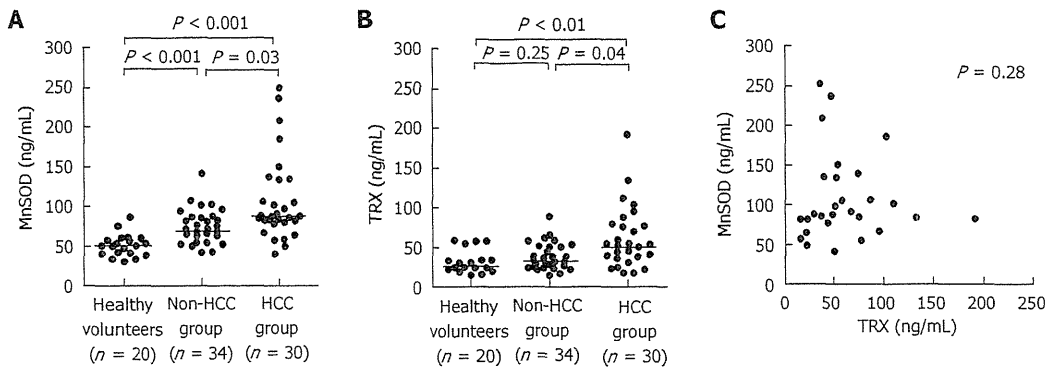 A
P < 0.001
P < 0.001
P = 0.03
300
250
200
150
100
50
0
MnSOD (ng/mL)
Healthy volunteers (n = 20)
Non-HCC group (n = 34)
HCC group (n = 30)
B
P < 0.01
P = 0.25
P = 0.04
300
250
200
150
100
50
0
TRX (ng/mL)
Healthy volunteers (n = 20)
Non-HCC group (n = 34)
HCC group (n = 30)
C
P = 0.28
300
250
200
150
100
50
0
MnSOD (ng/mL)
0 50 100 150 200 250
TRX (ng/mL)